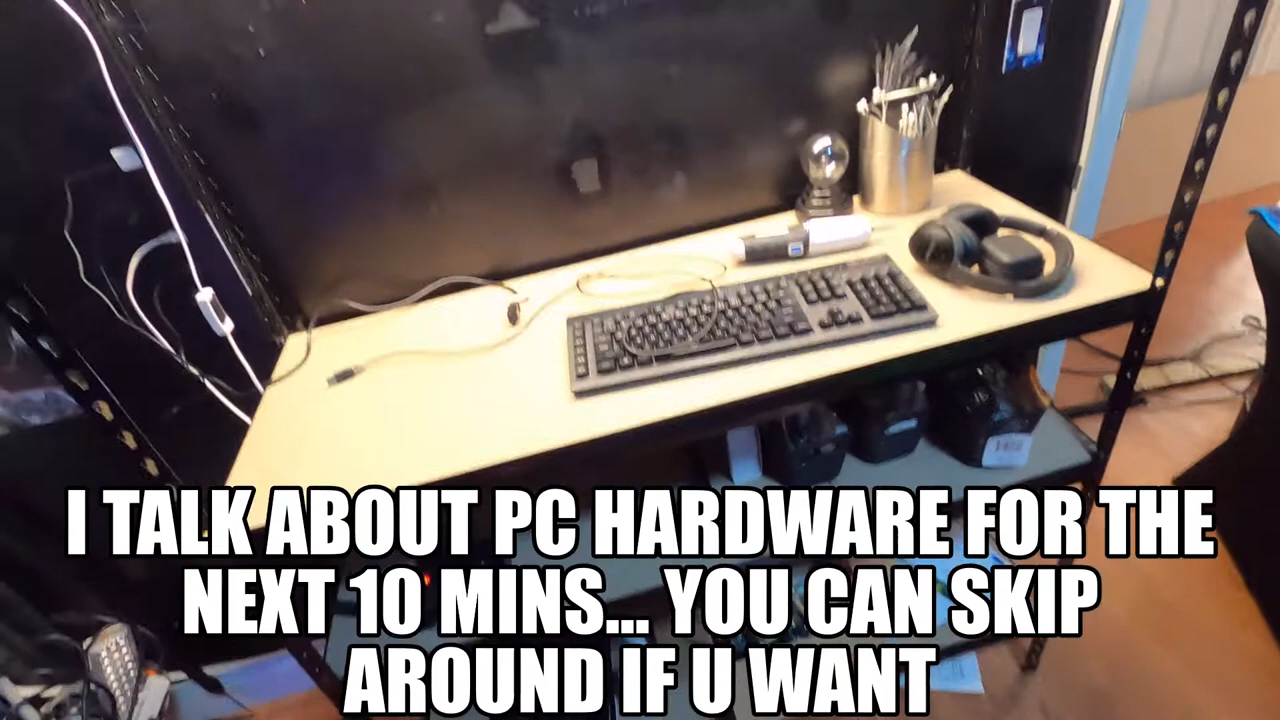 I TALK ABOUT PC HARDWARE FOR THE
NEXT 10 MINS... YOU CAN SKIP
AROUND IF U WANT